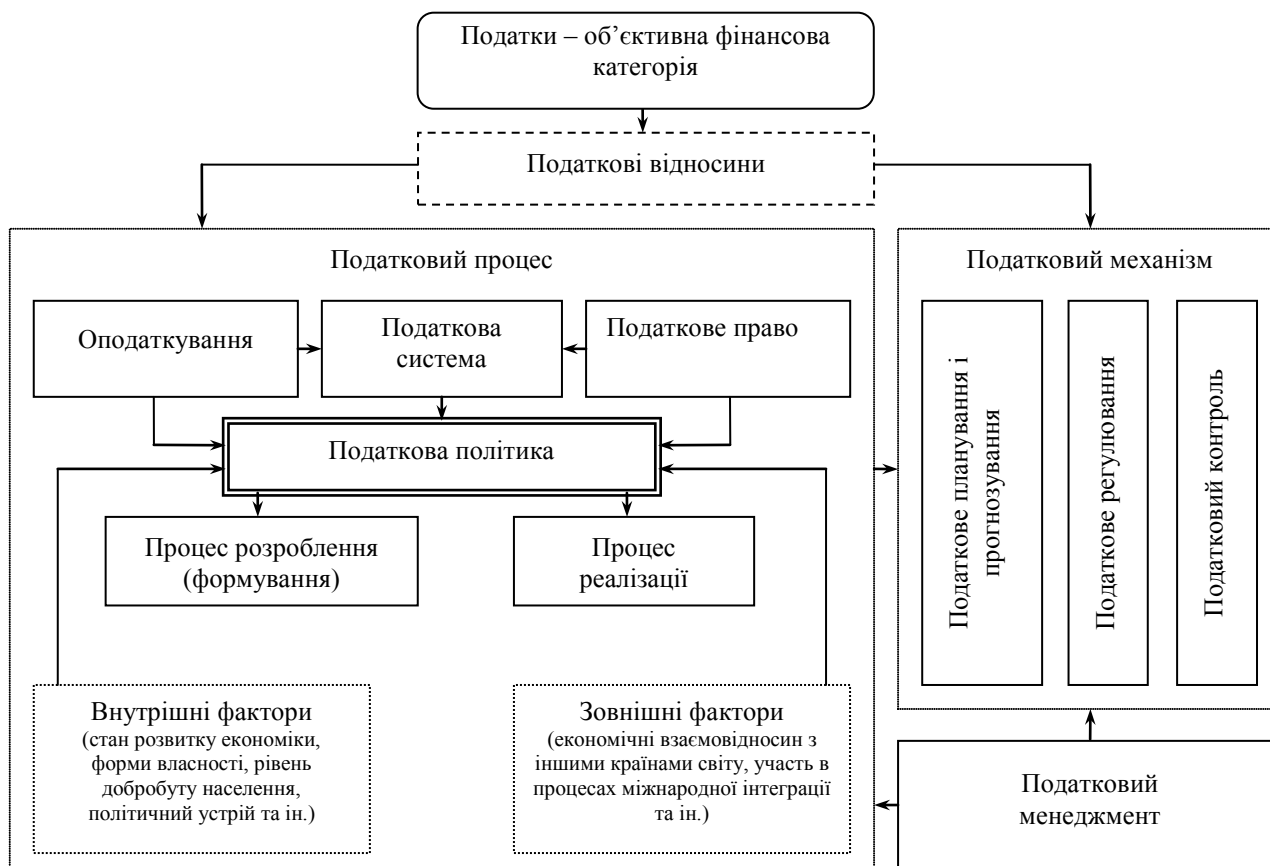 Податки – об’єктивна фінансова
категорія
Податкові відносини
Податковий процес
Оподаткування
Податкова
система
Податкове право
Податкова політика
Процес розроблення
(формування)
Процес
реалізації
Внутрішні фактори
(стан розвитку економіки,
форми власності, рівень
добробуту населення,
політичний устрій та ін.)
Зовнішні фактори
(економічні взаємовідносин з
іншими країнами світу, участь в
процесах міжнародної інтеграції
та ін.)
Податковий механізм
Податкове планування і
прогнозування
Податкове регулювання
Податковий контроль
Податковий
менеджмент